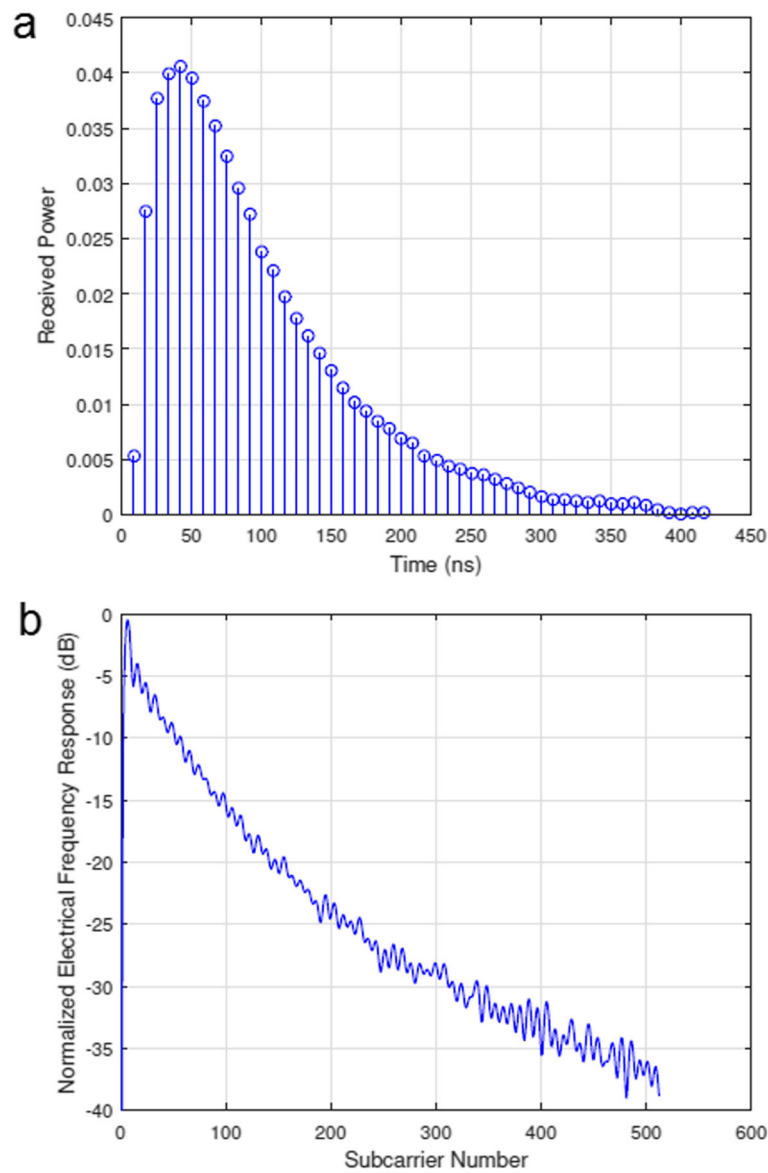 a
0.045
0.04
0.035
0.03
0.025
0.02
0.015
0.01
0.005
0
Received Power
0 50 100 150 200 250 300 350 400 450
Time (ns)
b
0
-5
-10
-15
-20
-25
-30
-35
-40
Normalized Electrical Frequency Response (dB)
0 100 200 300 400 500 600
Subcarrier Number